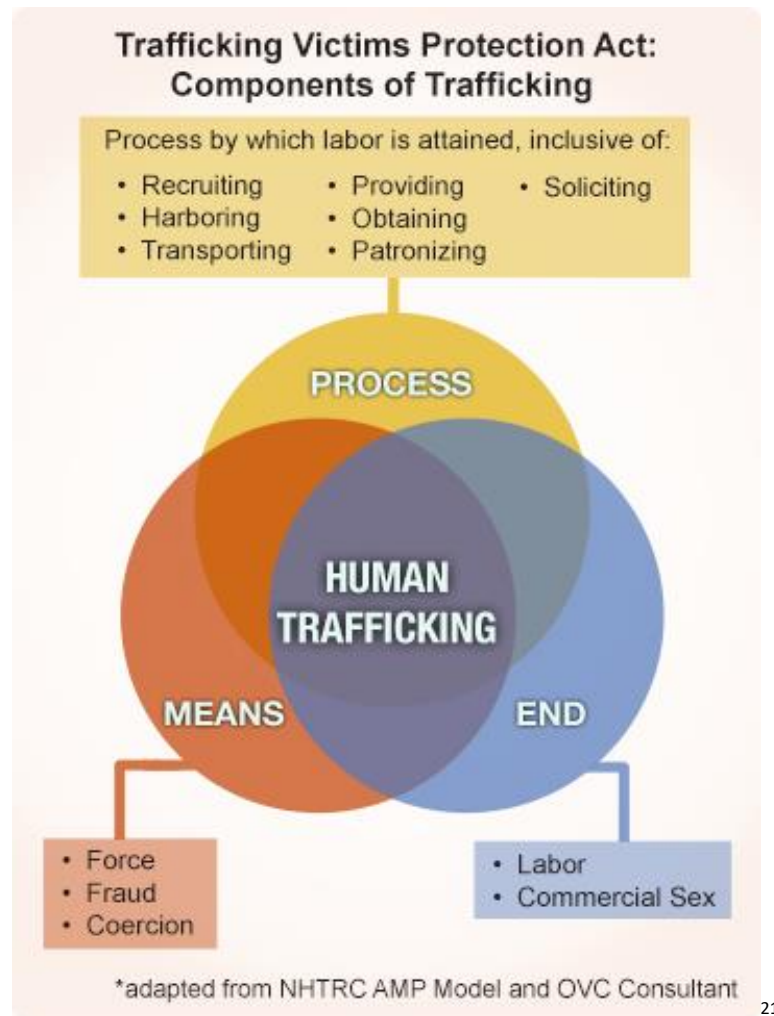 Trafficking Victims Protection Act:
Components of Trafficking
Process by which labor is attained, inclusive of:
• Recruiting
• Harboring
• Transporting
• Providing
• Obtaining
• Patronizing
• Soliciting
PROCESS
HUMAN
TRAFFICKING
MEANS
END
• Force
• Fraud
• Coercion
• Labor
• Commercial Sex
*adapted from NHTRC AMP Model and OVC Consultant
21